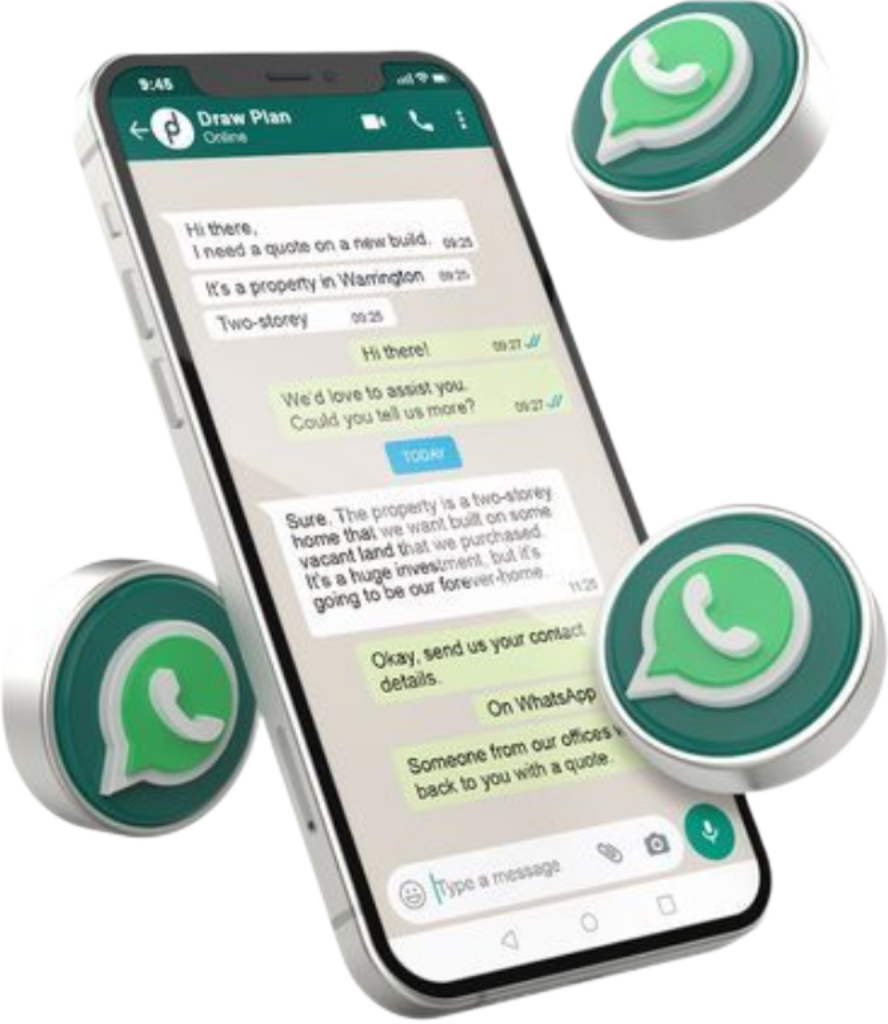 9:45
Draw Plan
Online
Hi there,
I need a quote on a new build. 09:25
It's a property in Warrington 09:25
Two-storey 09:25
Hi there! 09:27
We'd love to assist you.
Could you tell us more? 09:27
TODAY
Sure. The property is a two-storey
home that we want built on some
vacant land that we purchased.
It's a huge investment, but it's
going to be our forever-home.
11:25
Okay, send us your contact
details.
On WhatsApp
Someone from our offices
back to you with a quote.
Type a message